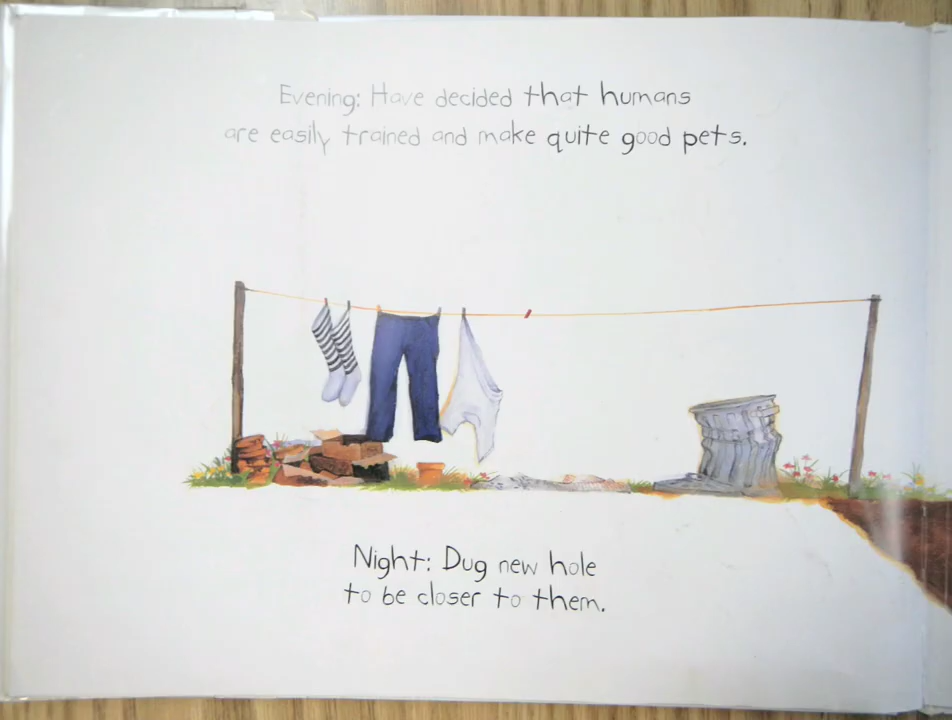 Evening: Have decided that humans
are easily trained and make quite good pets.
Night: Dug new hole
to be closer to them.